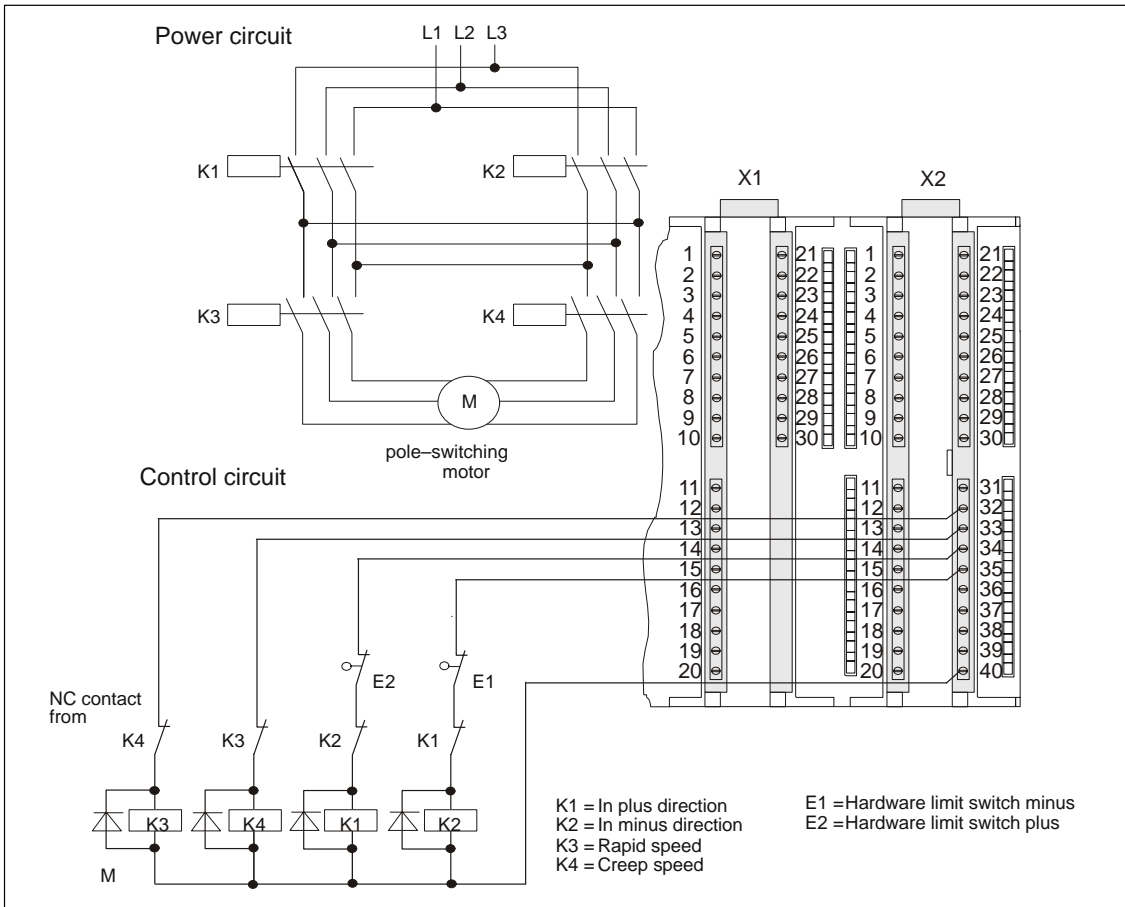 Power circuit
L1 L2 L3
K1
K2
K3
K4
M
pole–switching
motor
X1
X2
1 21 1 21
2 22 2 22
3 23 3 23
4 24 4 24
5 25 5 25
6 26 6 26
7 27 7 27
8 28 8 28
9 29 9 29
10 30 10 30
11 11 31
12 12 32
13 13 33
14 14 34
15 15 35
16 16 36
17 17 37
18 18 38
19 19 39
20 20 40
Control circuit
E2
E1
NC contact
from
K4
K3
K2
K1
K3
K4
K1
K2
M
K1 = In plus direction
K2 = In minus direction
K3 = Rapid speed
K4 = Creep speed
E1 =Hardware limit switch minus
E2 =Hardware limit switch plus